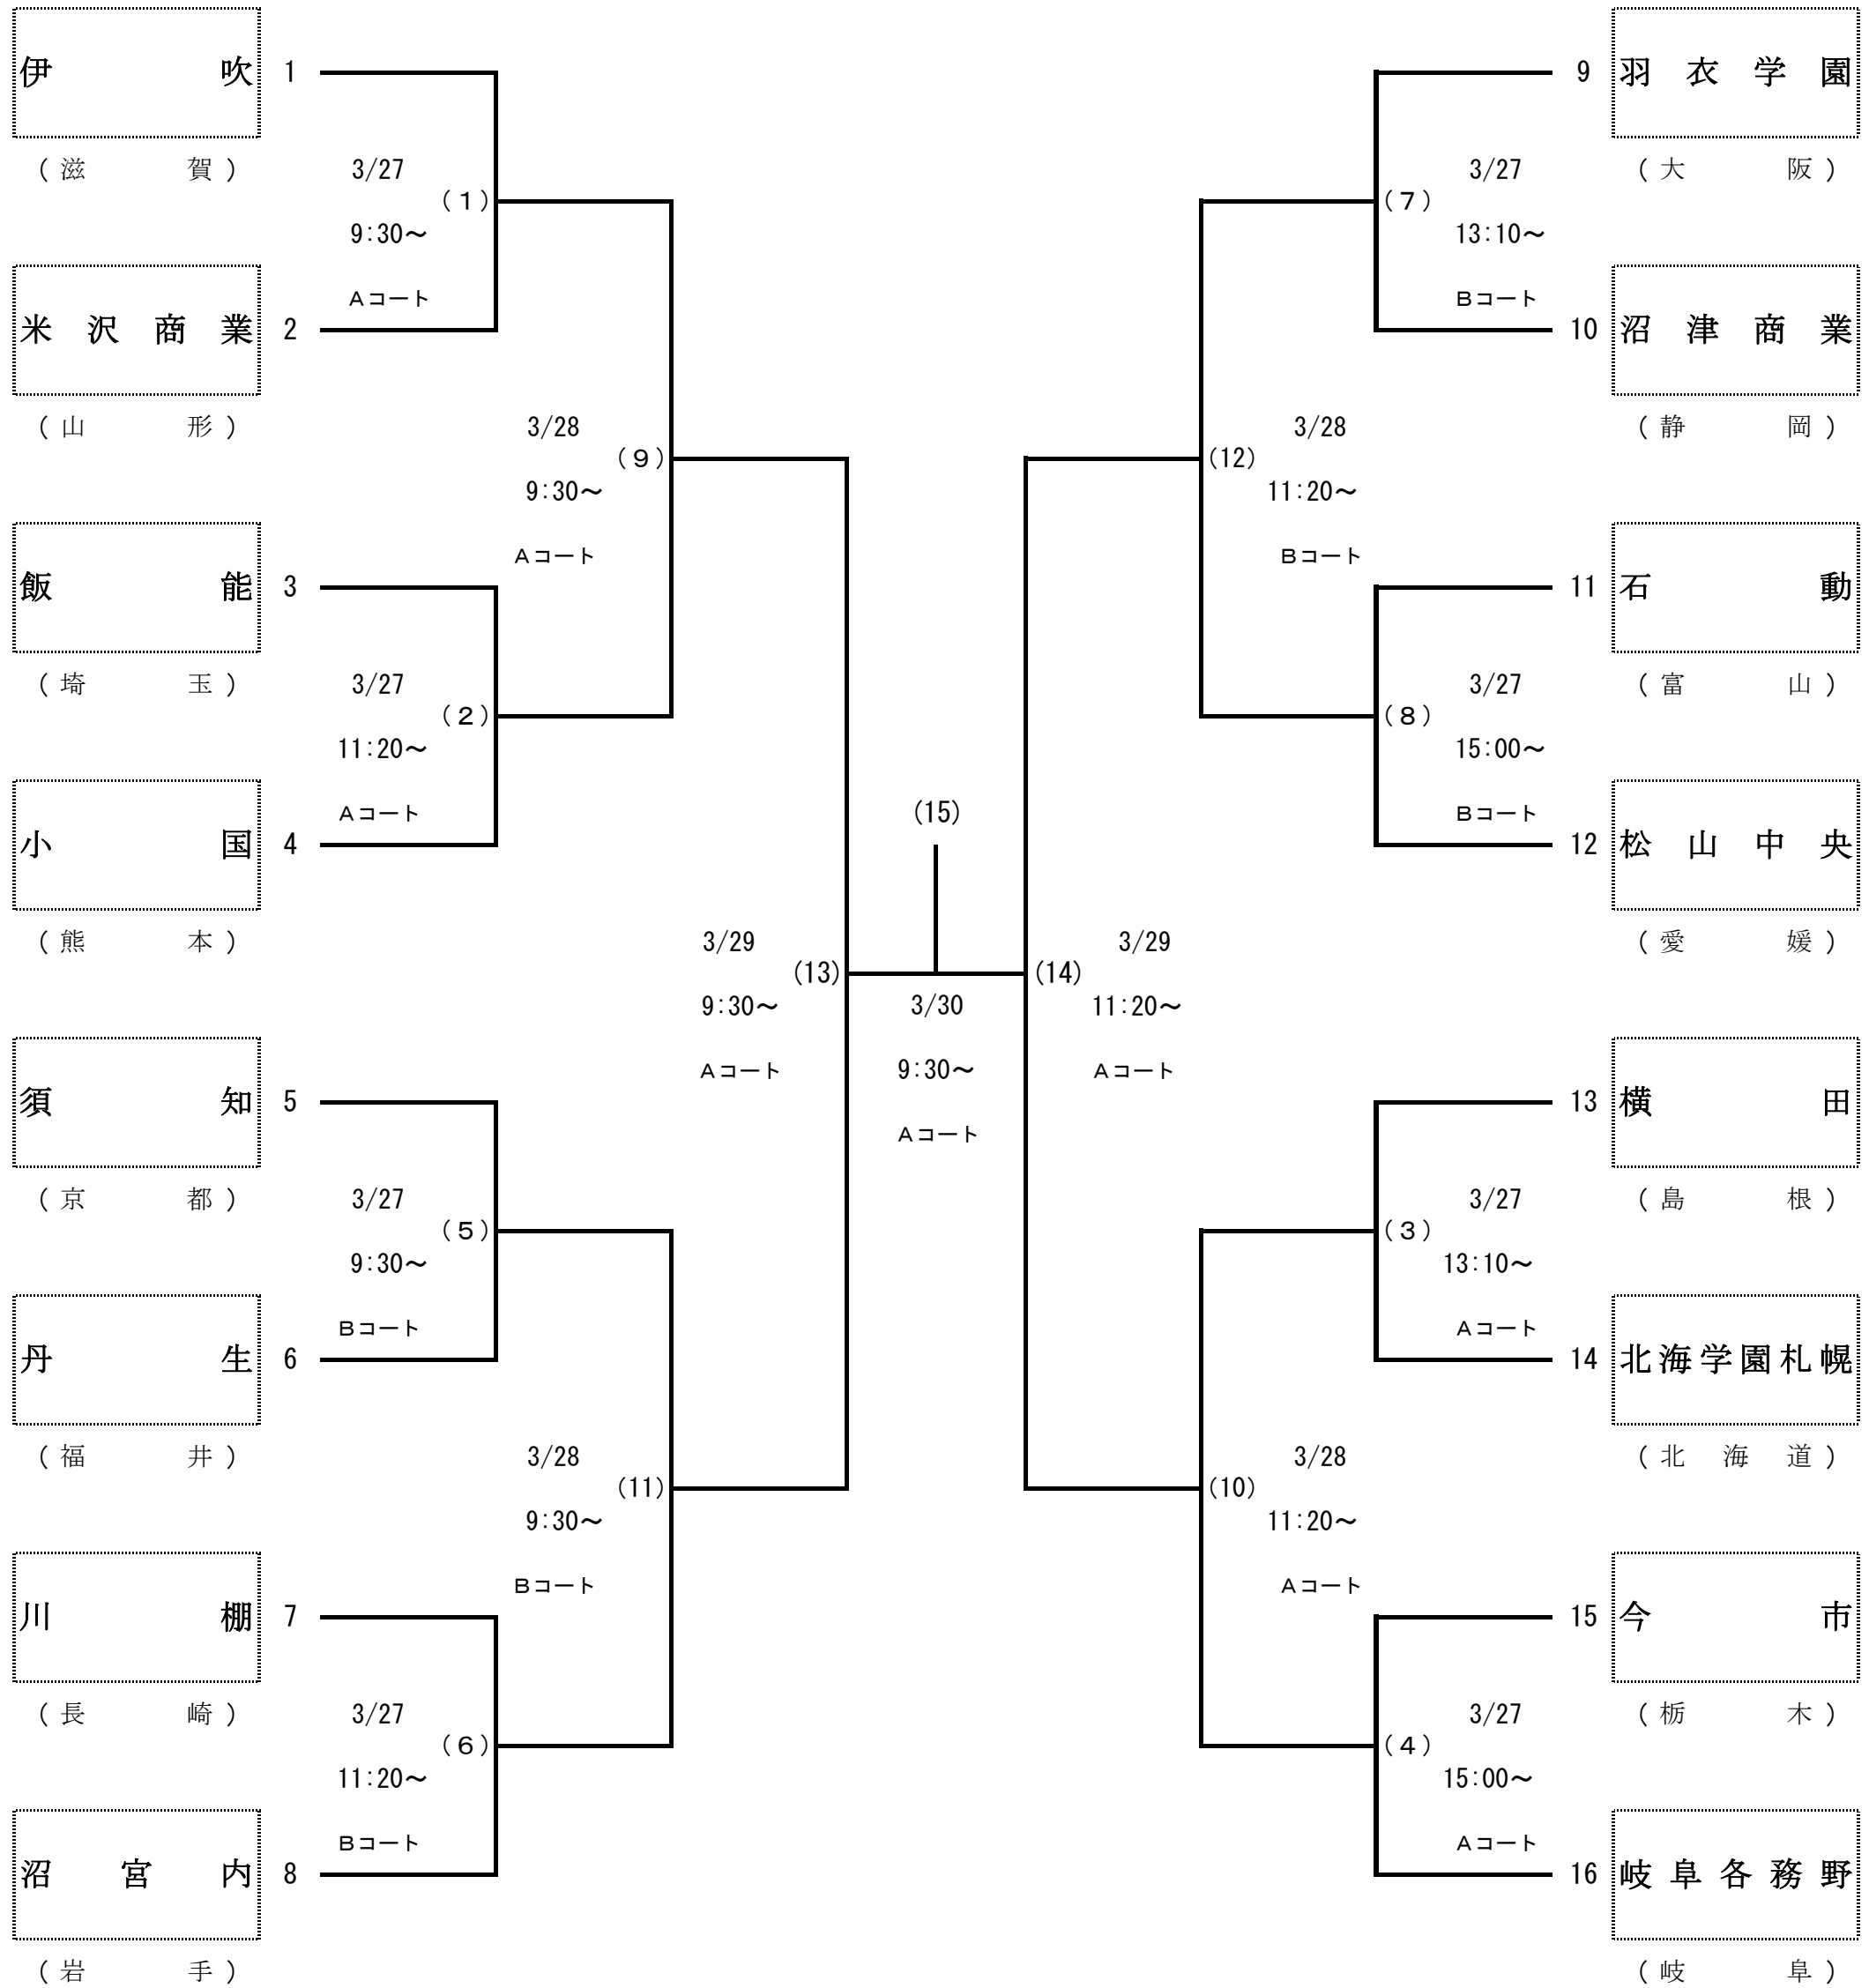 伊吹 1
(滋賀)
3/27
(1)
9:30～
Aコート
米沢商業 2
(山形)
3/28
(9)
9:30～
Aコート
飯能 3
(埼玉)
3/27
(2)
11:20～
Aコート
小国 4
(熊本)
3/29
(13)
9:30～
Aコート
須知 5
(京都)
3/27
(5)
9:30～
Bコート
丹生 6
(福井)
3/28
(11)
9:30～
Bコート
川棚 7
(長崎)
3/27
(6)
11:20～
Bコート
沼宮内 8
(岩手)
(15)
3/30
9:30～
Aコート
9 羽衣学園
(大阪)
3/27
(7)
13:10～
Bコート
10 沼津商業
(静岡)
3/28
(12)
11:20～
Bコート
11 石動
(富山)
3/27
(8)
15:00～
Bコート
12 松山中央
(愛媛)
3/29
(14)
11:20～
Aコート
13 横田
(島根)
3/27
(3)
13:10～
Aコート
14 北海学園札幌
(北海道)
3/28
(10)
11:20～
Aコート
15 今市
(栃木)
3/27
(4)
15:00～
Aコート
16 岐阜各務野
(岐阜)